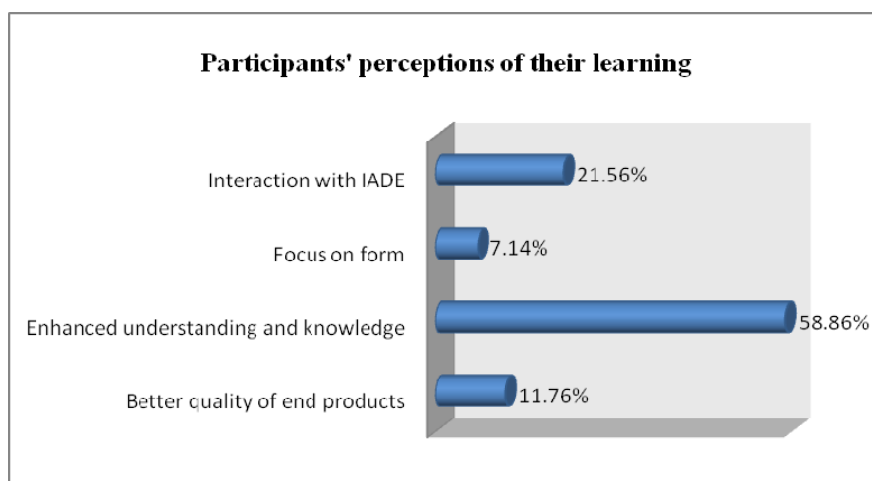 Participants' perceptions of their learning
Interaction with IADE
21.56%
Focus on form
7.14%
Enhanced understanding and knowledge
58.86%
Better quality of end products
11.76%